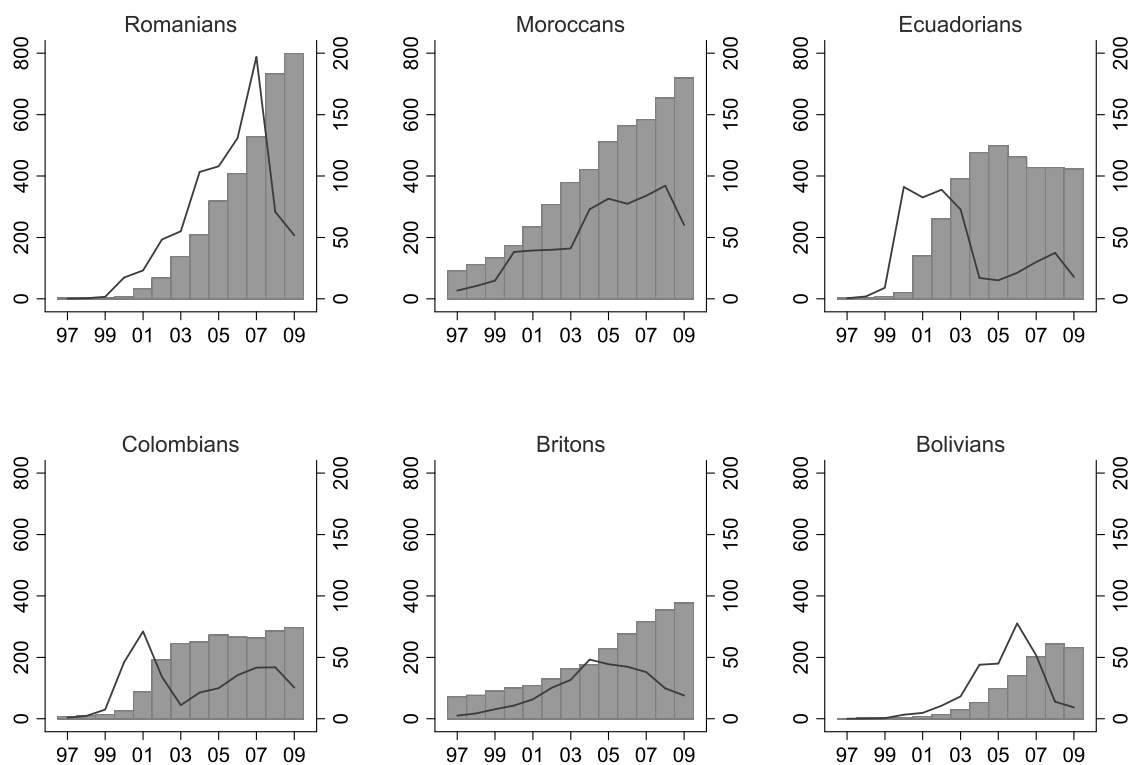 Romanians Moroccans Ecuadorians
800 200 800 200 800 200
600 150 600 150 600 150
400 100 400 100 400 100
200 50 200 50 200 50
0 0 0 0 0 0
97 99 01 03 05 07 09 97 99 01 03 05 07 09 97 99 01 03 05 07 09
Colombians Britons Bolivians
800 200 800 200 800 200
600 150 600 150 600 150
400 100 400 100 400 100
200 50 200 50 200 50
0 0 0 0 0 0
97 99 01 03 05 07 09 97 99 01 03 05 07 09 97 99 01 03 05 07 09